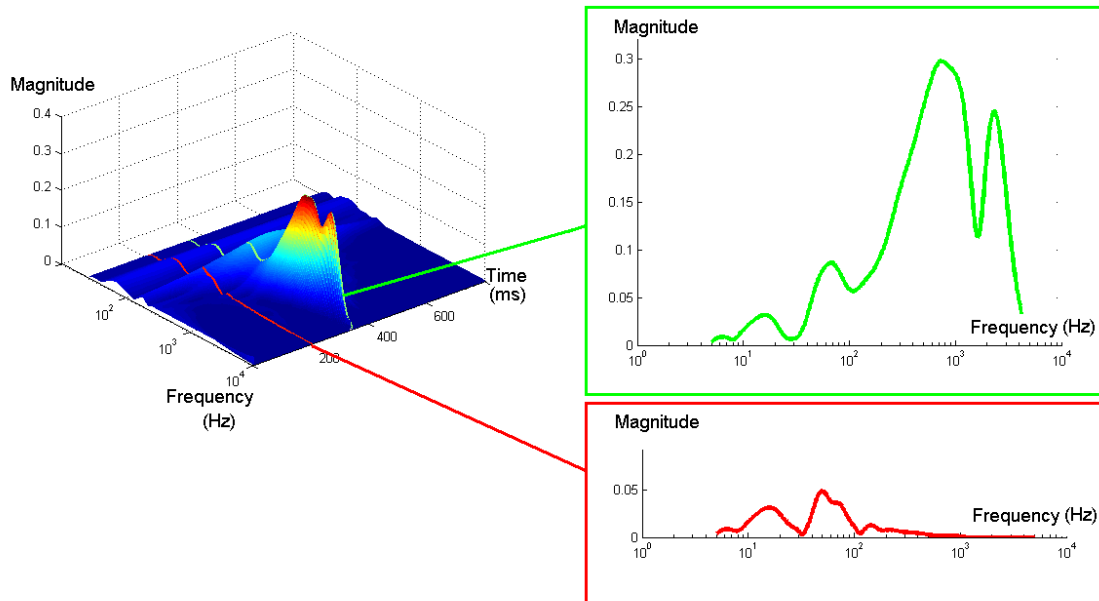 Magnitude
0.4
0.3
0.2
0.1
0
10²
10³
10⁴
Frequency
(Hz)
200
400
600
Time
(ms)
Magnitude
0.3
0.25
0.2
0.15
0.1
0.05
0
Frequency (Hz)
10⁰ 10¹ 10² 10³ 10⁴
Magnitude
0.05
0
Frequency (Hz)
10⁰ 10¹ 10² 10³ 10⁴